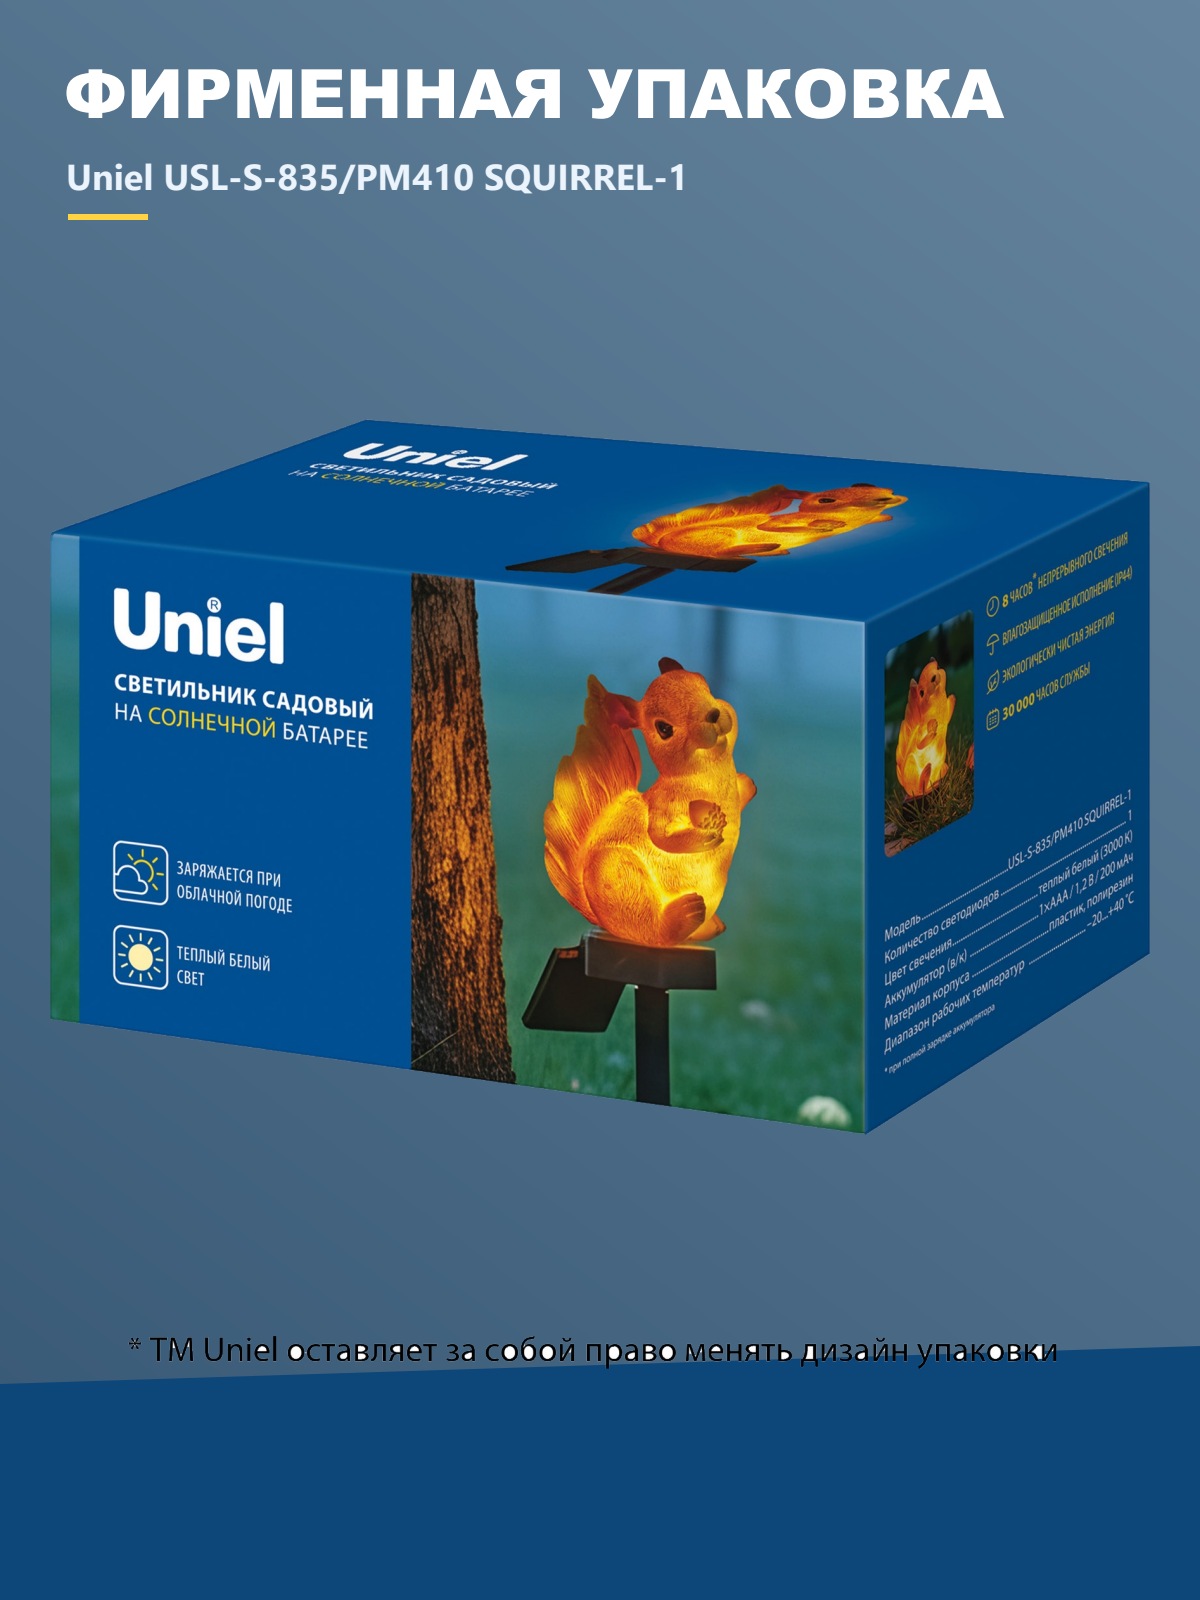 ФИРМЕННАЯ УПАКОВКА
Uniel USL-S-835/PM410 SQUIRREL-1
Uniel
СВЕТИЛЬНИК САДОВЫЙ
НА СОЛНЕЧНОЙ БАТАРЕЕ
Uniel®
СВЕТИЛЬНИК САДОВЫЙ
НА СОЛНЕЧНОЙ БАТАРЕЕ
ЗАРЯЖАЕТСЯ ПРИ
ОБЛАЧНОЙ ПОГОДЕ
ТЕПЛЫЙ БЕЛЫЙ
СВЕТ
8 ЧАСОВ* НЕПРЕРЫВНОГО СВЕЧЕНИЯ
ВЛАГОЗАЩИЩЕННОЕ ИСПОЛНЕНИЕ (IP44)
ЭКОЛОГИЧЕСКИ ЧИСТАЯ ЭНЕРГИЯ
30 000 ЧАСОВ СЛУЖБЫ
Модель USL-S-835/PM410 SQUIRREL-1
Количество светодиодов 1
Цвет свечения теплый белый (3000 К)
Аккумулятор (в/к) 1×AAA / 1,2 В / 200 мАч
Материал корпуса пластик, полирезин
Диапазон рабочих температур –20...+40 °C
* при полной зарядке аккумулятора
* ТМ Uniel оставляет за собой право менять дизайн упаковки